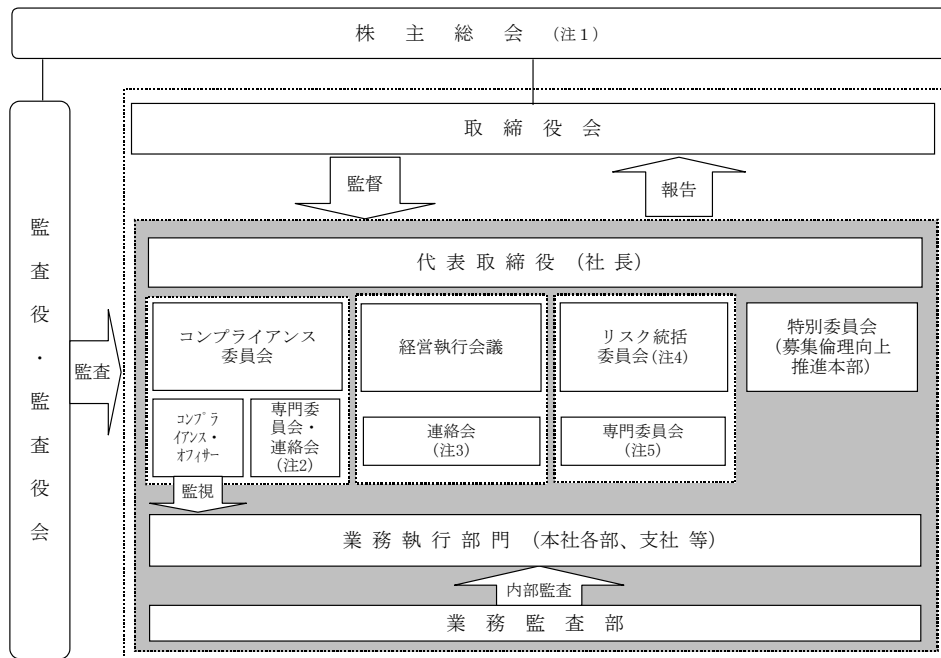 株 主 総 会 (注1)
取 締 役 会
監督
報告
監 査 役 ・ 監 査 役 会
監査
代 表 取 締 役 (社 長)
コンプライアンス
委員会
経営執行会議
リスク統括
委員会(注4)
特別委員会
(募集倫理向上
推進本部)
コンプラ
イアンス・
オフィサー
専門委
員会・
連絡会
(注2)
連絡会
(注3)
専門委員会
(注5)
監視
業 務 執 行 部 門 (本社各部、支社 等)
内部監査
業 務 監 査 部